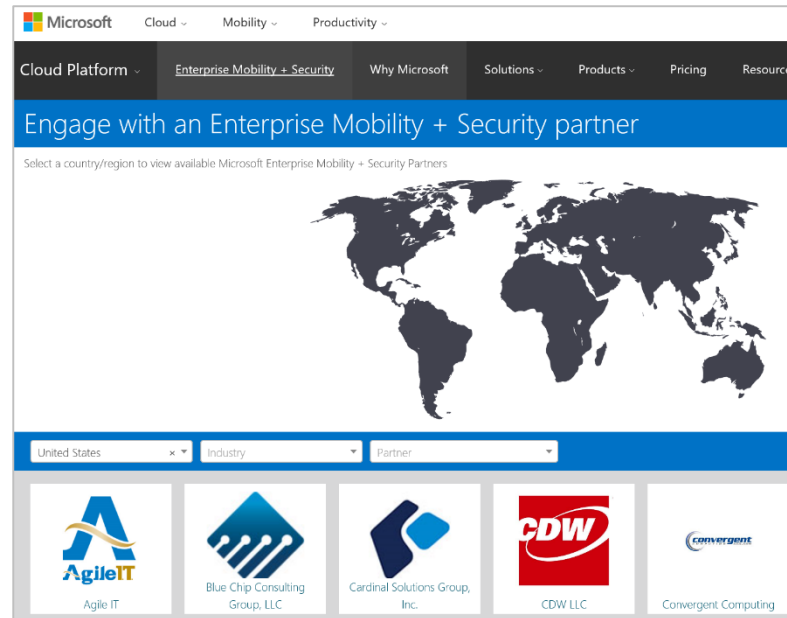 Microsoft Cloud Mobility Productivity
Cloud Platform Enterprise Mobility + Security Why Microsoft Solutions Products Pricing Resource
Engage with an Enterprise Mobility + Security partner
Select a country/region to view available Microsoft Enterprise Mobility + Security Partners
United States × Industry Partner
AgileIT
CDW
convergent
Agile IT
Blue Chip Consulting
Group, LLC
Cardinal Solutions Group,
Inc.
CDW LLC
Convergent Computing